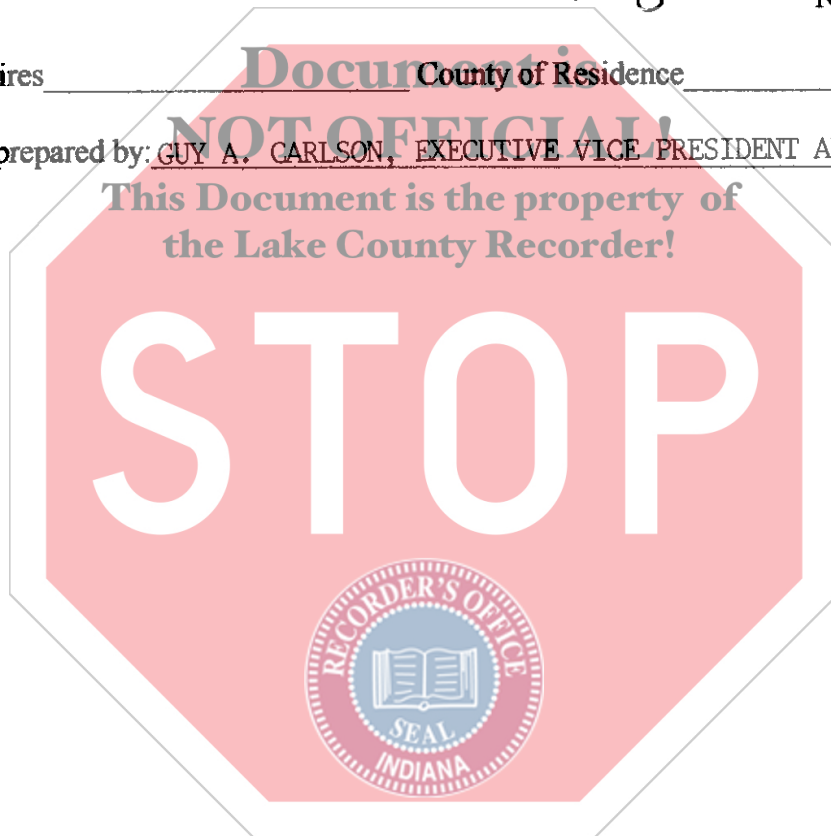 Document is
ires County of Residence
NOT OFFICIAL!
prepared by: GUY A. CARLSON, EXECUTIVE VICE PRESIDENT A
This Document is the property of
the Lake County Recorder!
STOP
RECORDER'S OFFICE
SEAL
INDIANA